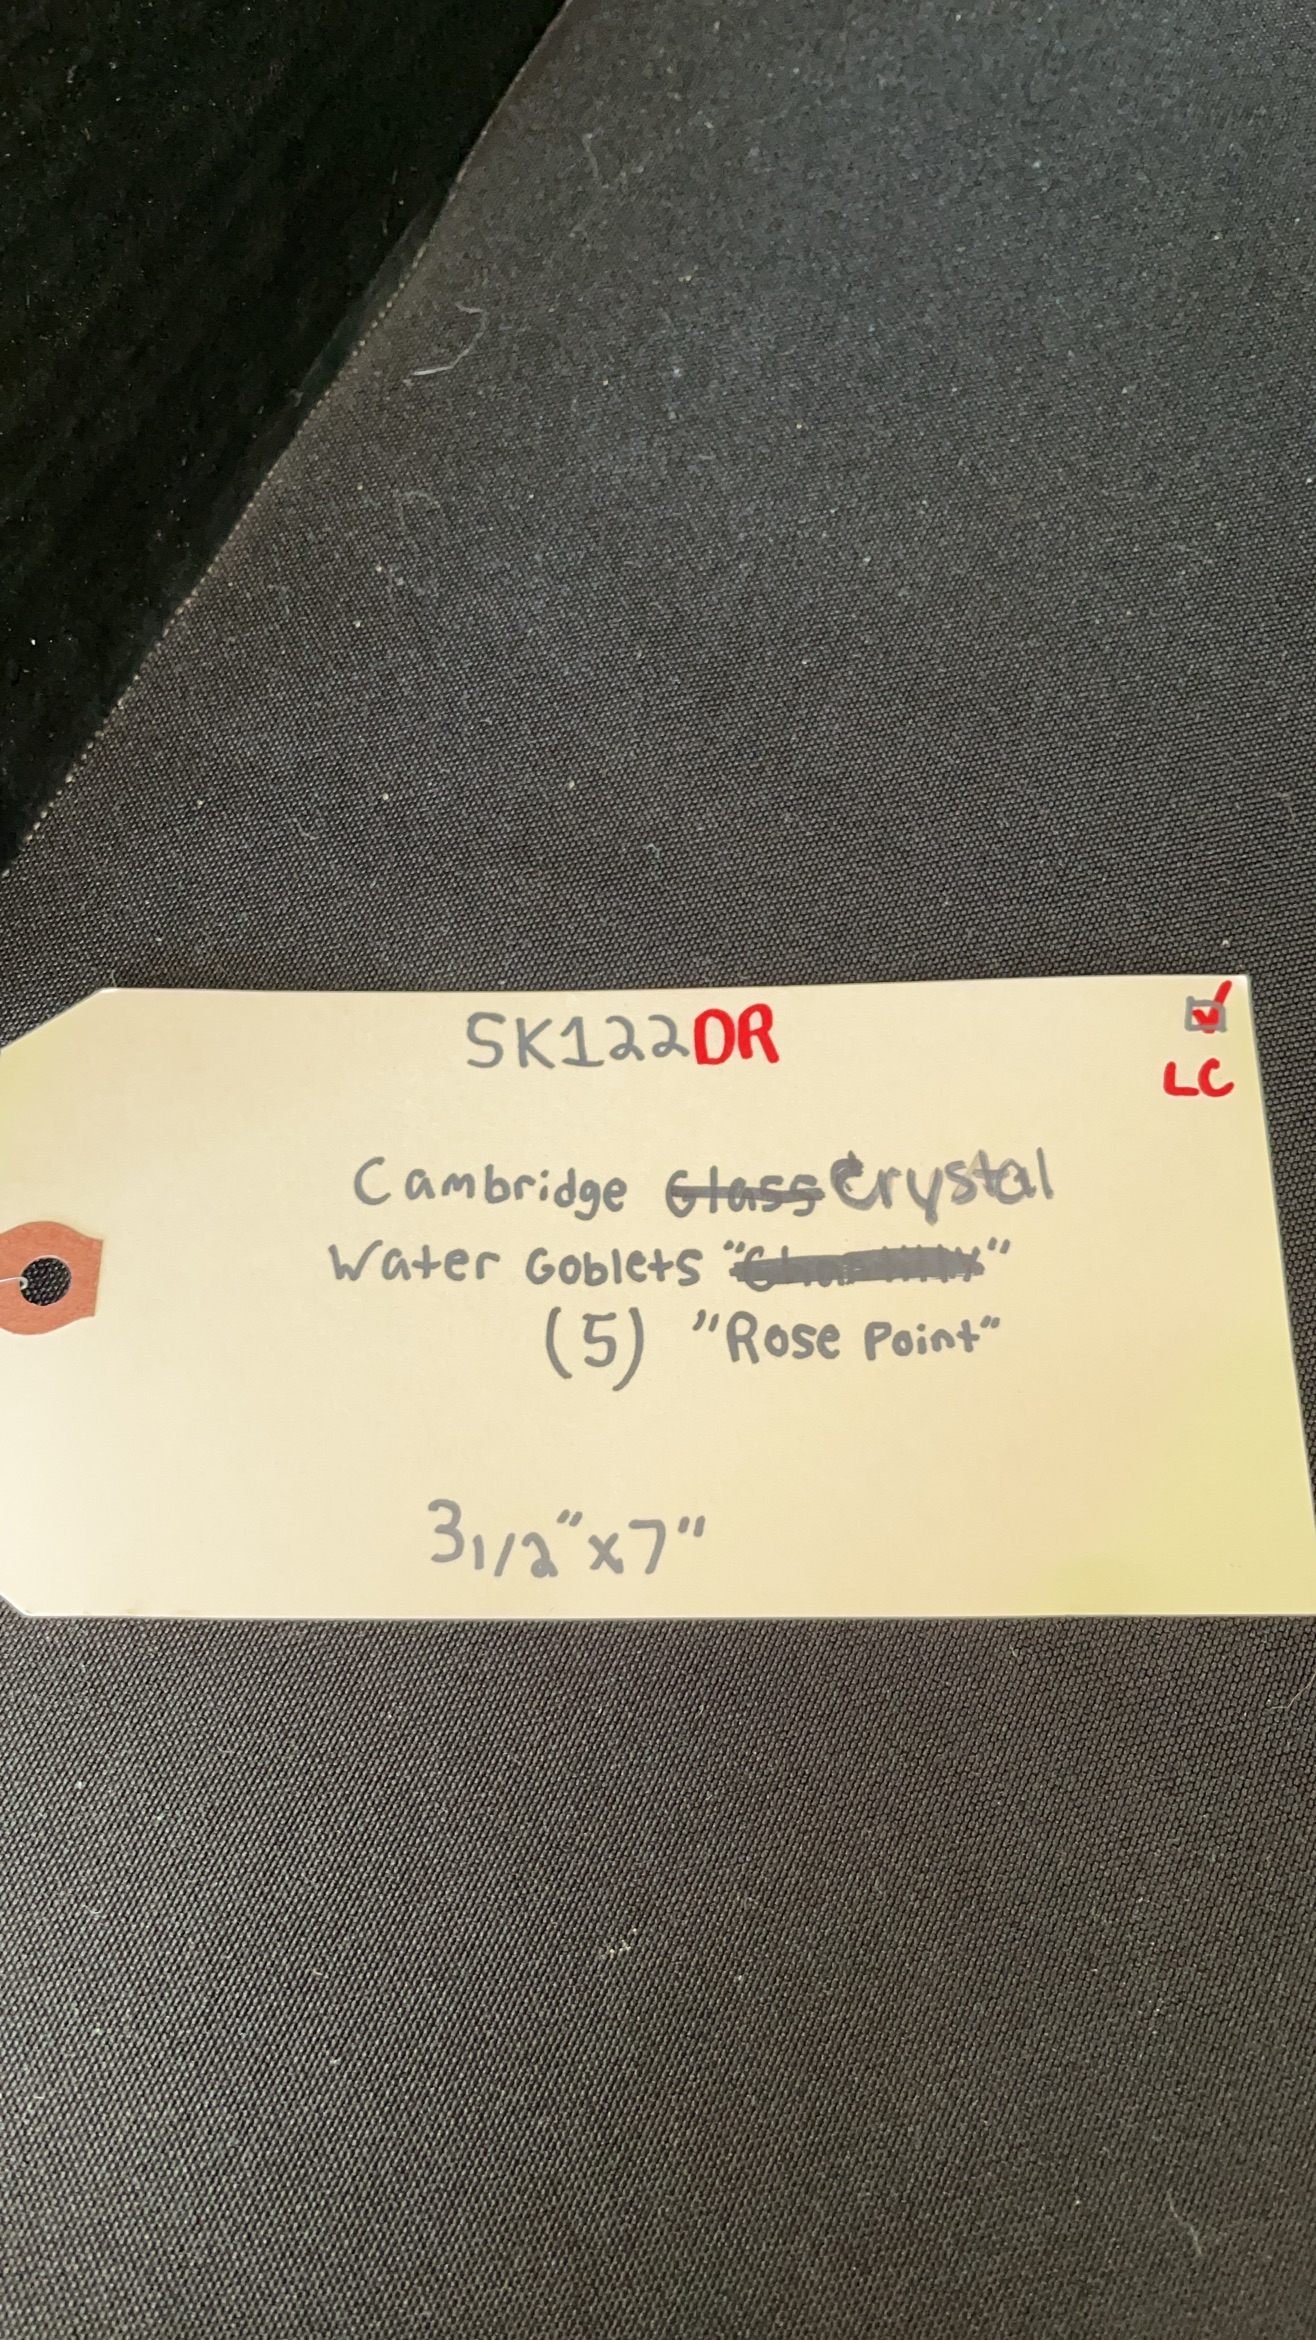 SK122DR
LC
Cambridge Glass Crystal
Water Goblets " "
(5) "Rose Point"
3 1/2" x 7"